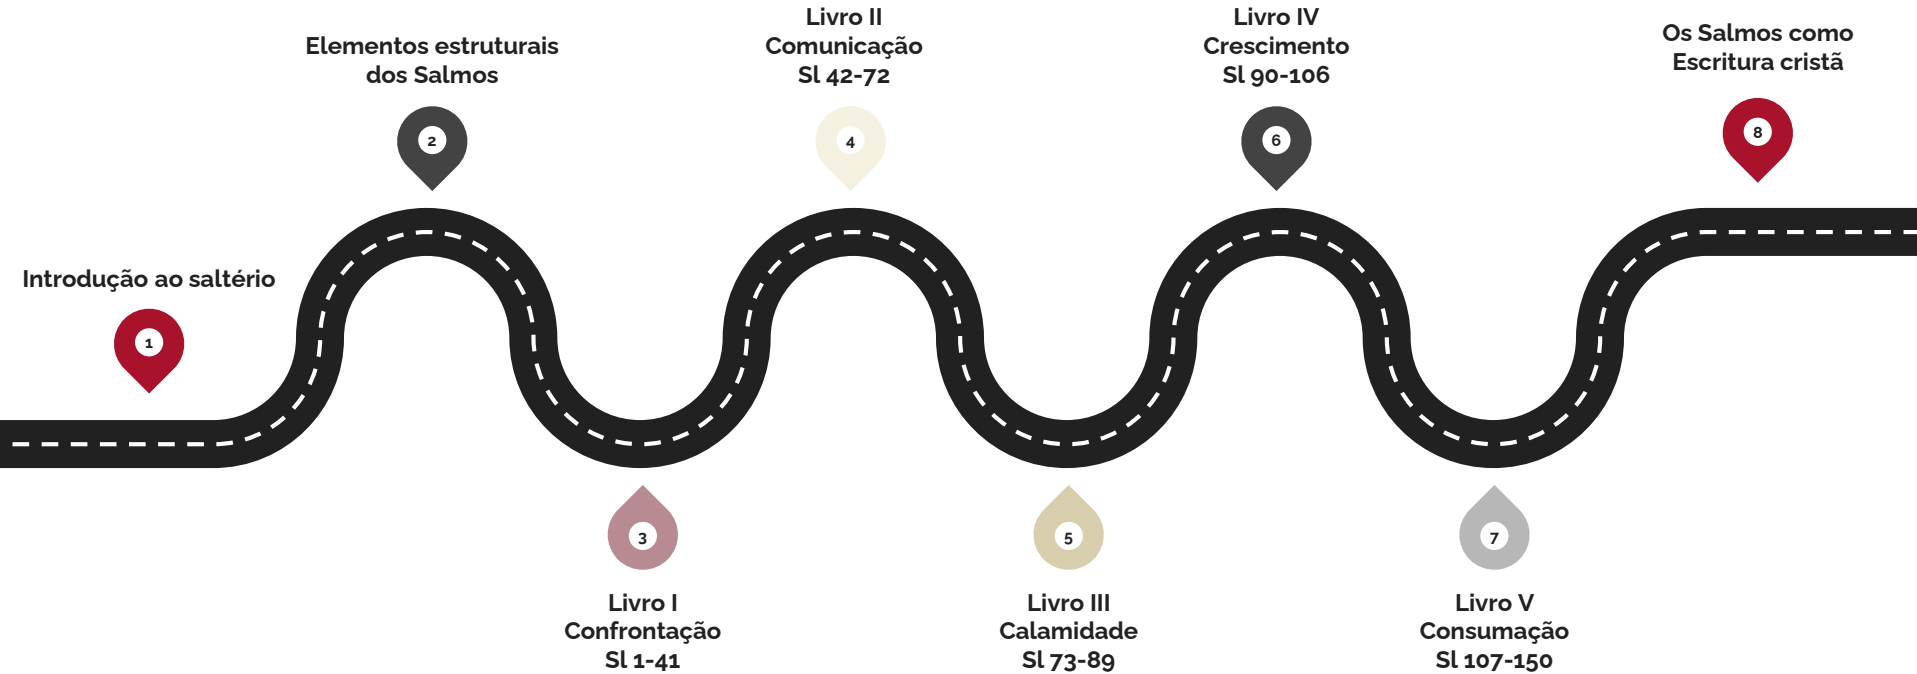 Introdução ao saltério
1
Elementos estruturais
dos Salmos
2
3
Livro I
Confrontação
Sl 1-41
Livro II
Comunicação
Sl 42-72
4
5
Livro III
Calamidade
Sl 73-89
Livro IV
Crescimento
Sl 90-106
6
7
Livro V
Consumação
Sl 107-150
Os Salmos como
Escritura cristã
8